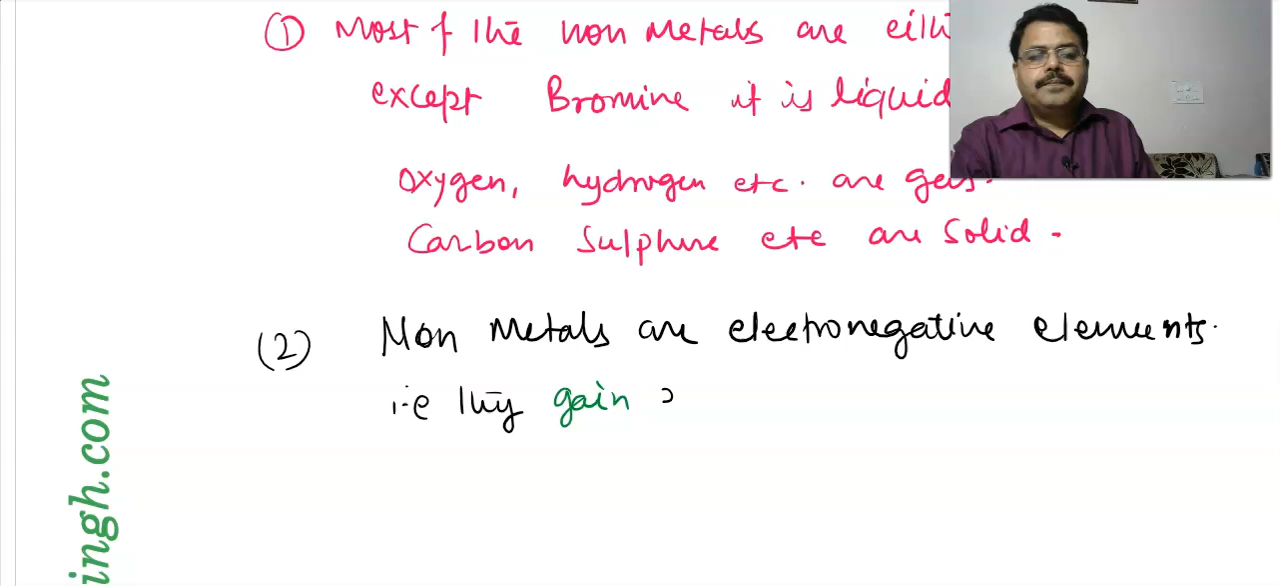 ① Most of the non metals are eith
except Bromine it is liquid
Oxygen, hydrogen etc. are gas.
Carbon Sulphure etc are solid.
(2) Non metals are electronegative elements.
i.e they gain
ingh.com